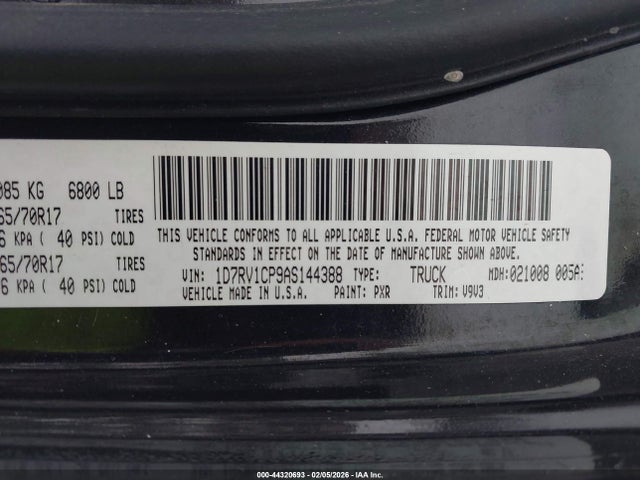 085 KG 6800 LB
65/70R17 TIRES
6 KPA ( 40 PSI) COLD
65/70R17 TIRES
6 KPA ( 40 PSI) COLD
THIS VEHICLE CONFORMS TO ALL APPLICABLE U.S.A. FEDERAL MOTOR VEHICLE SAFETY
STANDARDS IN EFFECT ON THE DATE OF MANUFACTURE SHOWN ABOVE.
VIN: 1D7RV1CP9AS144388 TYPE: TRUCK MDH:021008 005A
VEHICLE MADE IN U.S.A. PAINT: PXR TRIM: V9V3
000-44320693 - 02/05/2026 - IAA Inc.